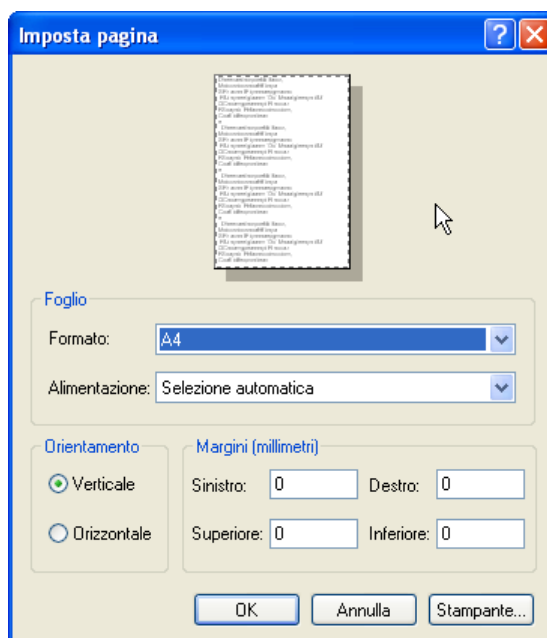 Imposta pagina
Foglio
Formato: A4
Alimentazione: Selezione automatica
Orientamento
Verticale
Orizzontale
Margini (millimetri)
Sinistro: 0 Destro: 0
Superiore: 0 Inferiore: 0
OK Annulla Stampante...